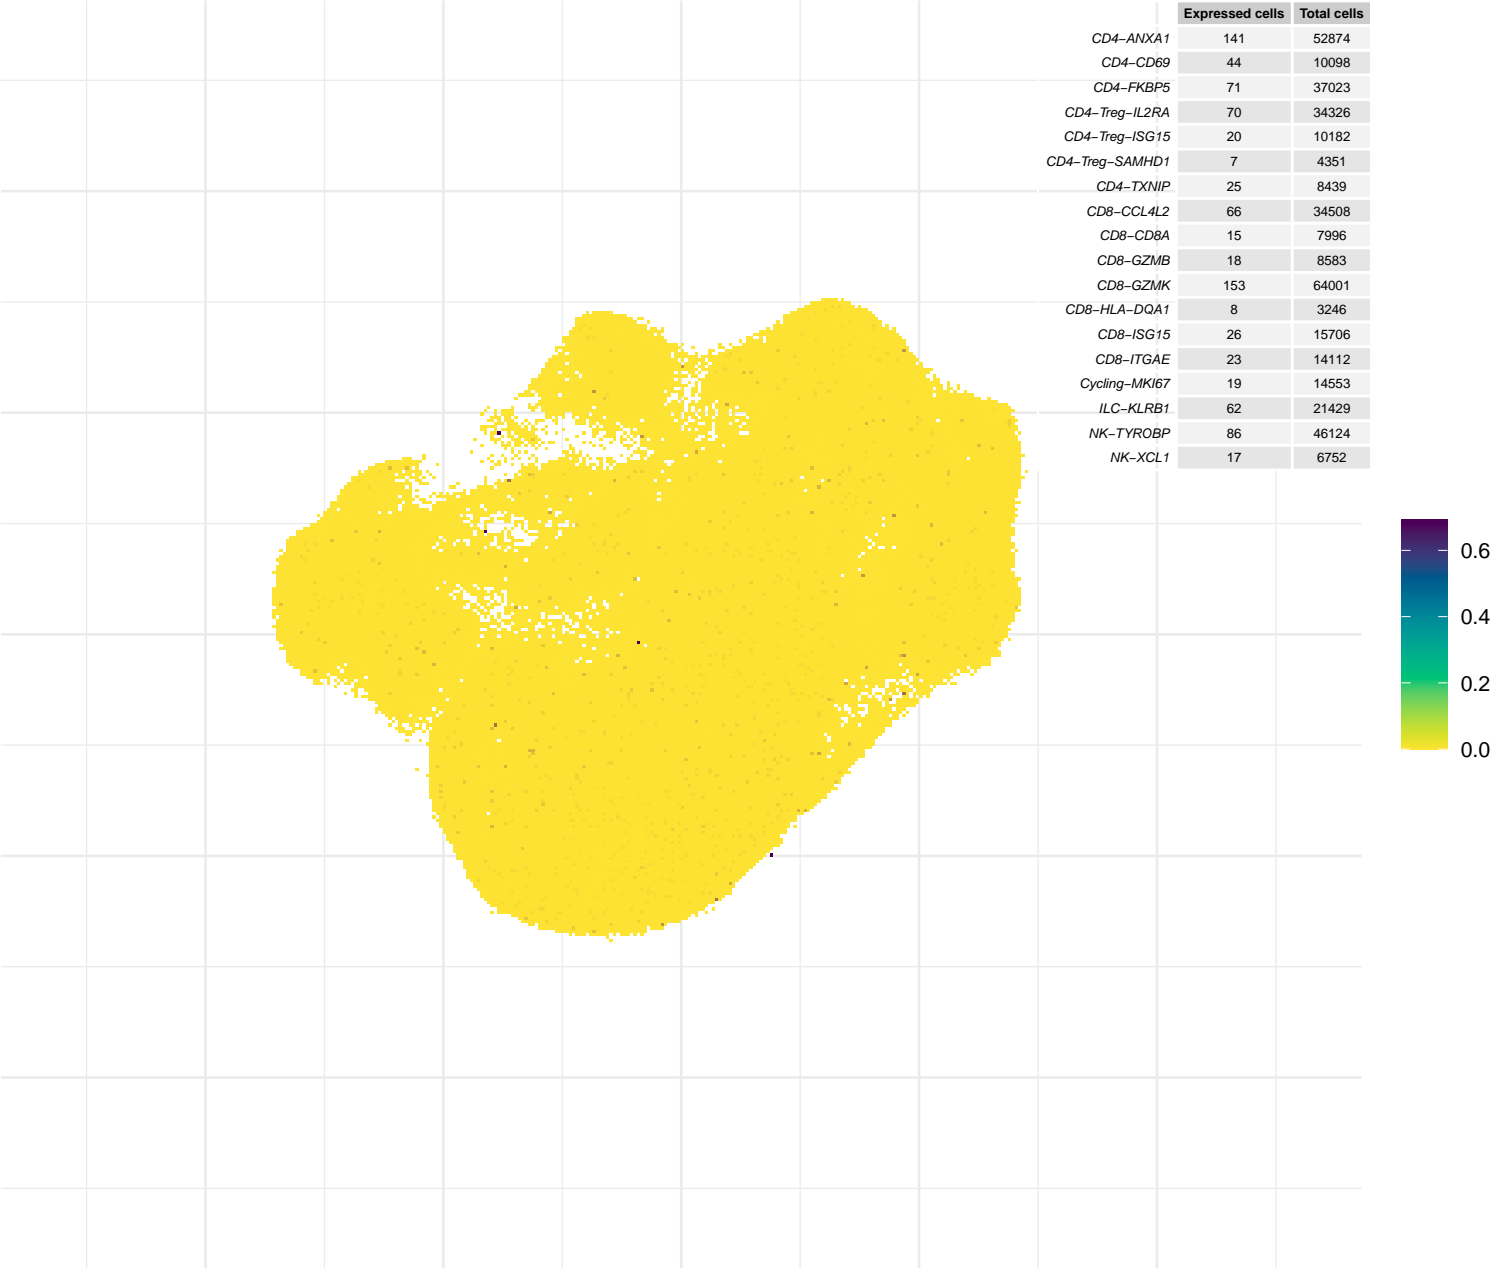 Expressed cells Total cells
CD4−ANXA1 141 52874
CD4−CD69 44 10098
CD4−FKBP5 71 37023
CD4−Treg−IL2RA 70 34326
CD4−Treg−ISG15 20 10182
CD4−Treg−SAMHD1 7 4351
CD4−TXNIP 25 8439
CD8−CCL4L2 66 34508
CD8−CD8A 15 7996
CD8−GZMB 18 8583
CD8−GZMK 153 64001
CD8−HLA−DQA1 8 3246
CD8−ISG15 26 15706
CD8−ITGAE 23 14112
Cycling−MKI67 19 14553
ILC−KLRB1 62 21429
NK−TYROBP 86 46124
NK−XCL1 17 6752
0.6
0.4
0.2
0.0